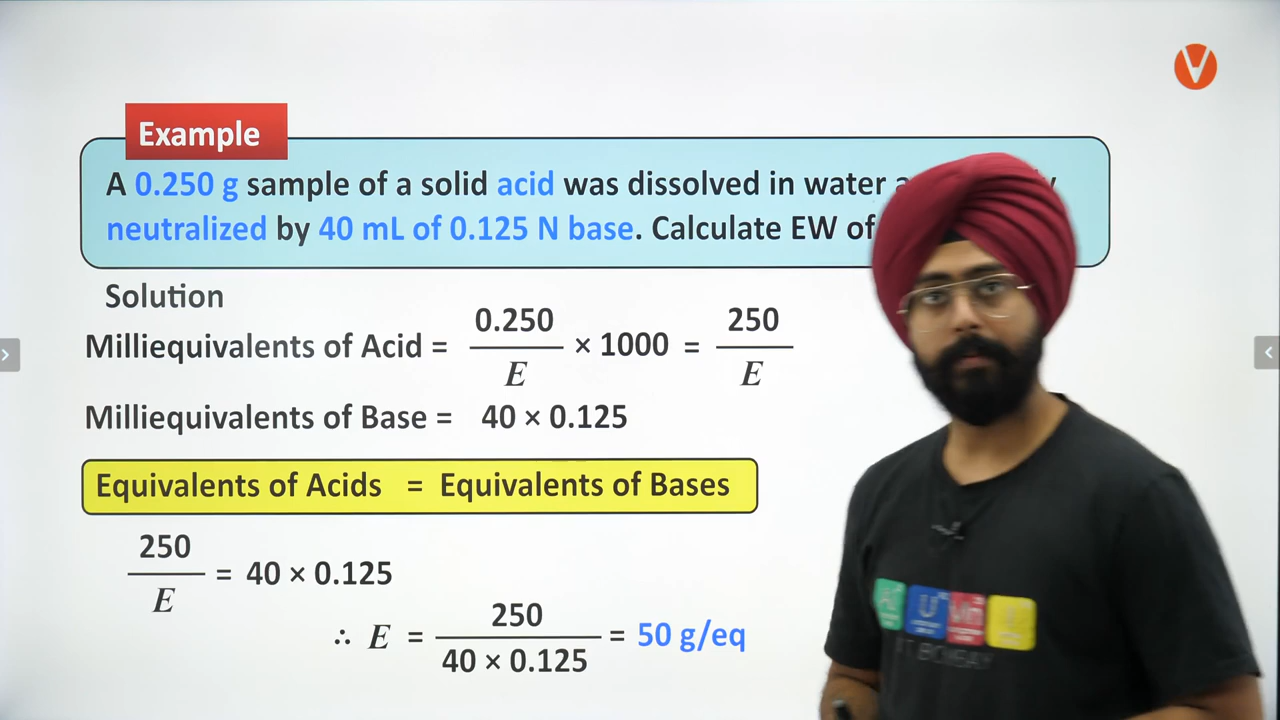 Example
A 0.250 g sample of a solid acid was dissolved in water
neutralized by 40 mL of 0.125 N base. Calculate EW of
Solution
Milliequivalents of Acid = 0.250 / E × 1000 = 250 / E
Milliequivalents of Base = 40 × 0.125
Equivalents of Acids = Equivalents of Bases
250 / E = 40 × 0.125
∴ E = 250 / 40 × 0.125 = 50 g/eq
U
BOMBAY